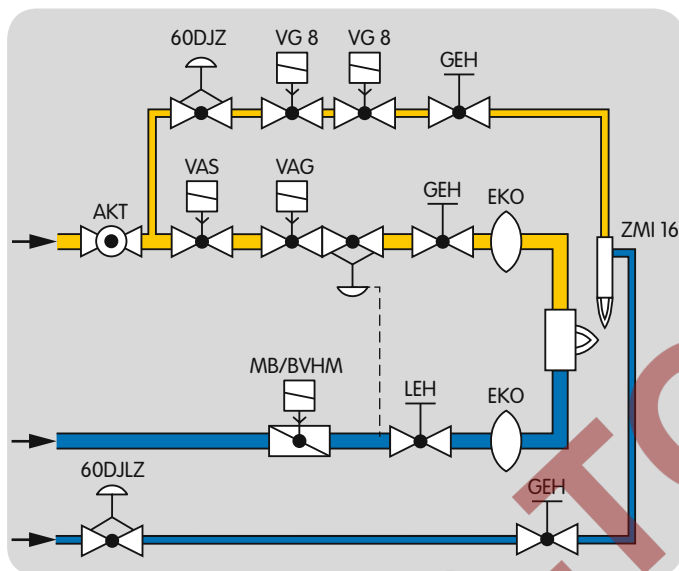 60DJZ
VG 8
VG 8
GEH
AKT
VAS
VAG
GEH
EKO
ZMI 16
MB/BVHM
LEH
EKO
60DJLZ
GEH